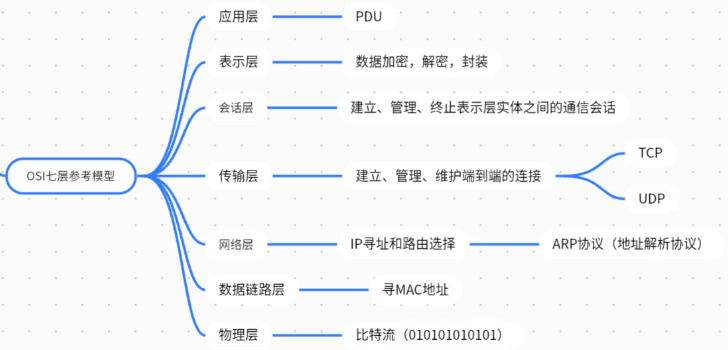 应用层
PDU
表示层
数据加密，解密，封装
会话层
建立、管理、终止表示层实体之间的通信会话
OSI七层参考模型
传输层
建立、管理、维护端到端的连接
TCP
UDP
网络层
IP寻址和路由选择
ARP协议（地址解析协议）
数据链路层
寻MAC地址
物理层
比特流（010101010101）